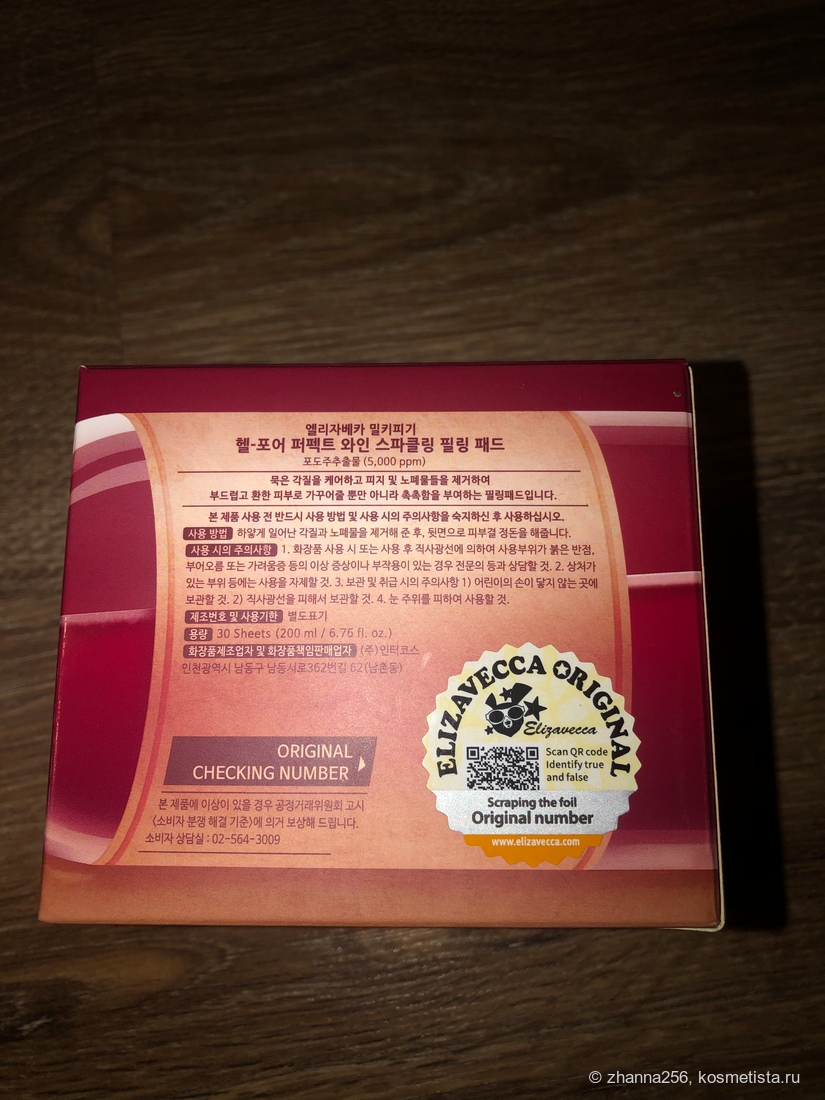 엘리자베카 밀키피기
헬-포어 퍼펙트 와인 스파클링 필링 패드
포도주추출물 (5,000 ppm)
묵은 각질을 케어하고 피지 및 노폐물들을 제거하여
부드럽고 환한 피부로 가꾸어줄 뿐만 아니라 촉촉함을 부여하는 필링패드입니다.
본 제품 사용 전 반드시 사용 방법 및 사용 시의 주의사항을 숙지하신 후 사용하십시오.
사용 방법 하얗게 일어난 각질과 노폐물을 제거해 준 후, 뒷면으로 피부결 정돈을 해줍니다.
사용 시의 주의사항 1. 화장품 사용 시 또는 사용 후 직사광선에 의하여 사용부위가 붉은 반점,
부어오름 또는 가려움증 등의 이상 증상이나 부작용이 있는 경우 전문의 등과 상담할 것. 2. 상처가
있는 부위 등에는 사용을 자제할 것. 3. 보관 및 취급 시의 주의사항 1) 어린이의 손이 닿지 않는 곳에
보관할 것. 2) 직사광선을 피해서 보관할 것. 4. 눈 주위를 피하여 사용할 것.
제조번호 및 사용기한 별도표기
용량 30 Sheets (200 ml / 6.76 fl. oz.)
화장품제조업자 및 화장품책임판매업자 (주)인터코스
인천광역시 남동구 남동서로362번길 62(남촌동)
ORIGINAL
CHECKING NUMBER
본 제품에 이상이 있을 경우 공정거래위원회 고시
<소비자 분쟁 해결 기준>에 의거 보상해 드립니다.
소비자 상담실 : 02-564-3009
ELIZAVECCA ORIGINAL
Elizavecca
Scan QR code
Identify true
and false
Scraping the foil
Original number
www.elizavecca.com
© zhanna256, kosmetista.ru